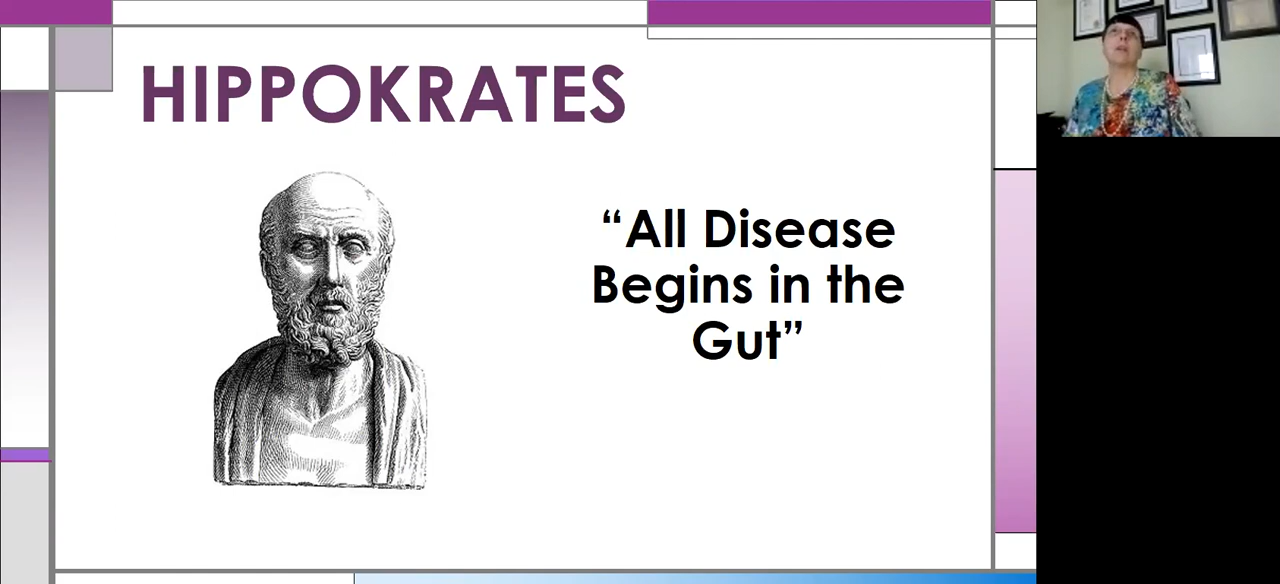 HIPPOKRATES
“All Disease
Begins in the
Gut”